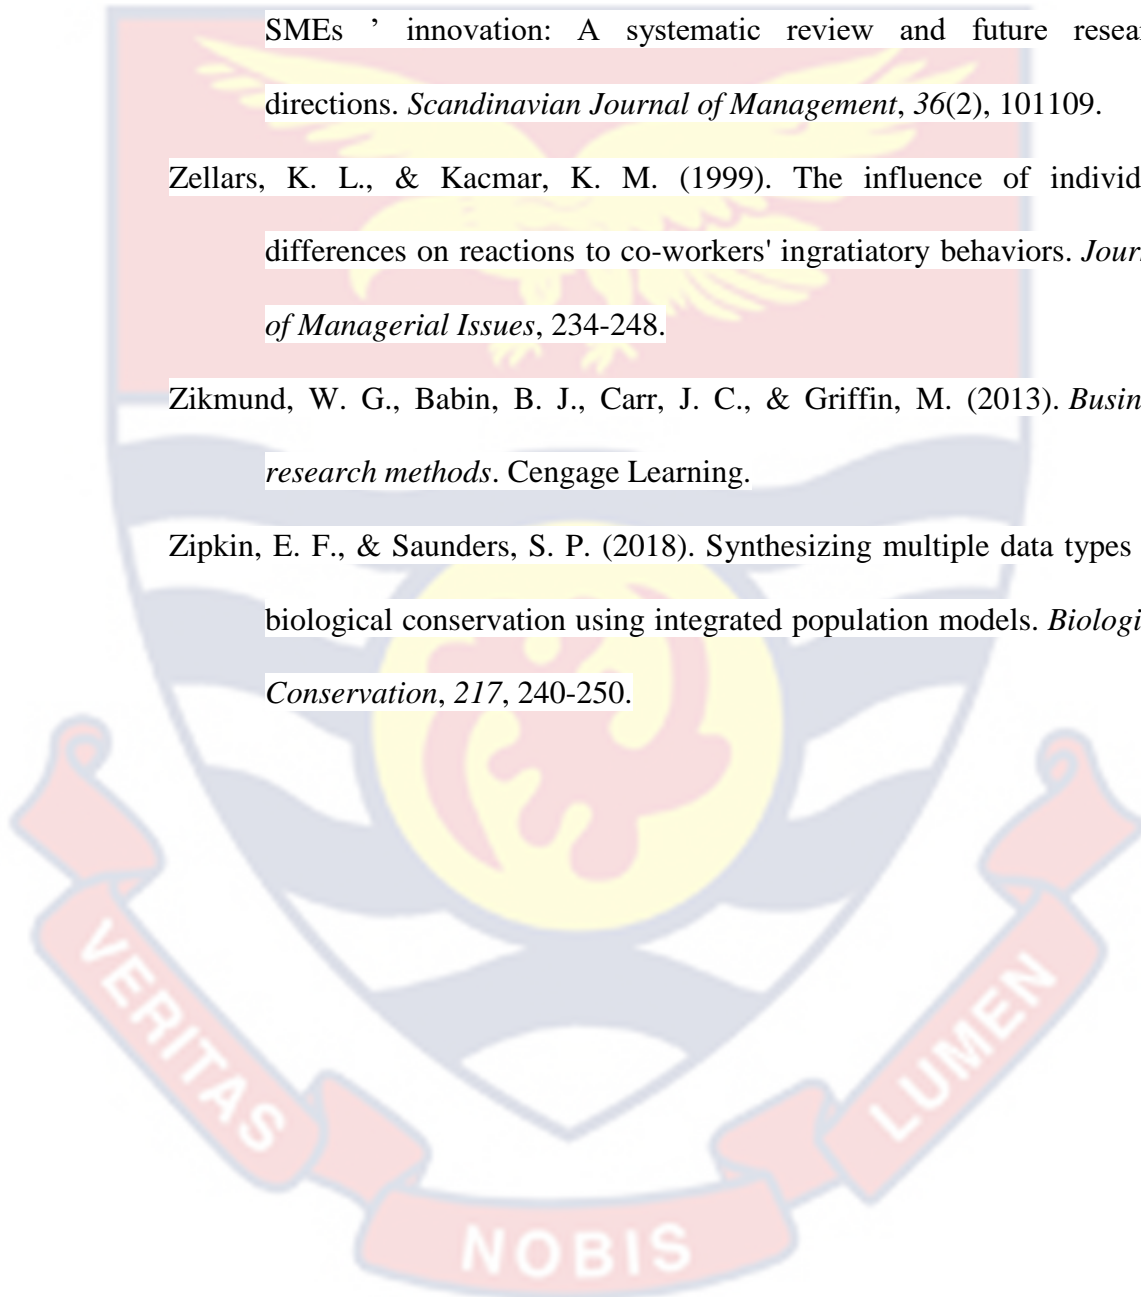 SMEs ’ innovation: A systematic review and future resear
directions. Scandinavian Journal of Management, 36(2), 101109.
Zellars, K. L., & Kacmar, K. M. (1999). The influence of individ
differences on reactions to co-workers' ingratiatory behaviors. Jour
of Managerial Issues, 234-248.
Zikmund, W. G., Babin, B. J., Carr, J. C., & Griffin, M. (2013). Busin
research methods. Cengage Learning.
Zipkin, E. F., & Saunders, S. P. (2018). Synthesizing multiple data types
biological conservation using integrated population models. Biologi
Conservation, 217, 240-250.
VERITAS
NOBIS
LUMEN